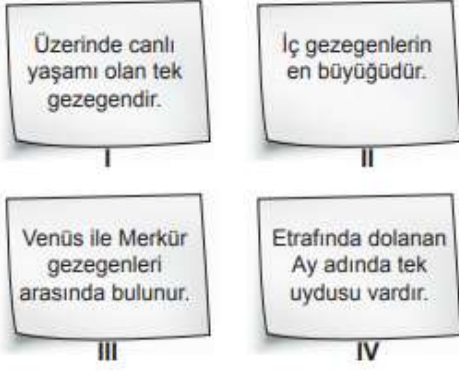 Üzerinde canlı
yaşamı olan tek
gezegendir.
I
İç gezegenlerin
en büyüğüdür.
II
Venüs ile Merkür
gezegenleri
arasında bulunur.
III
Etrafında dolanan
Ay adında tek
uydusu vardır.
IV